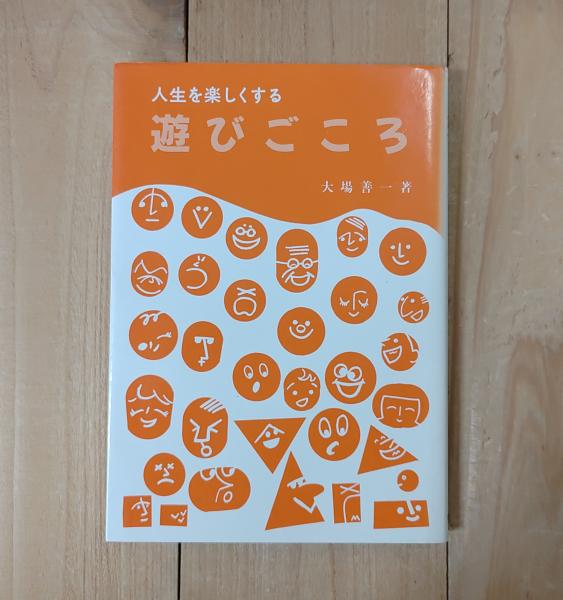 人生を楽しくする
遊びごころ
大場善一著